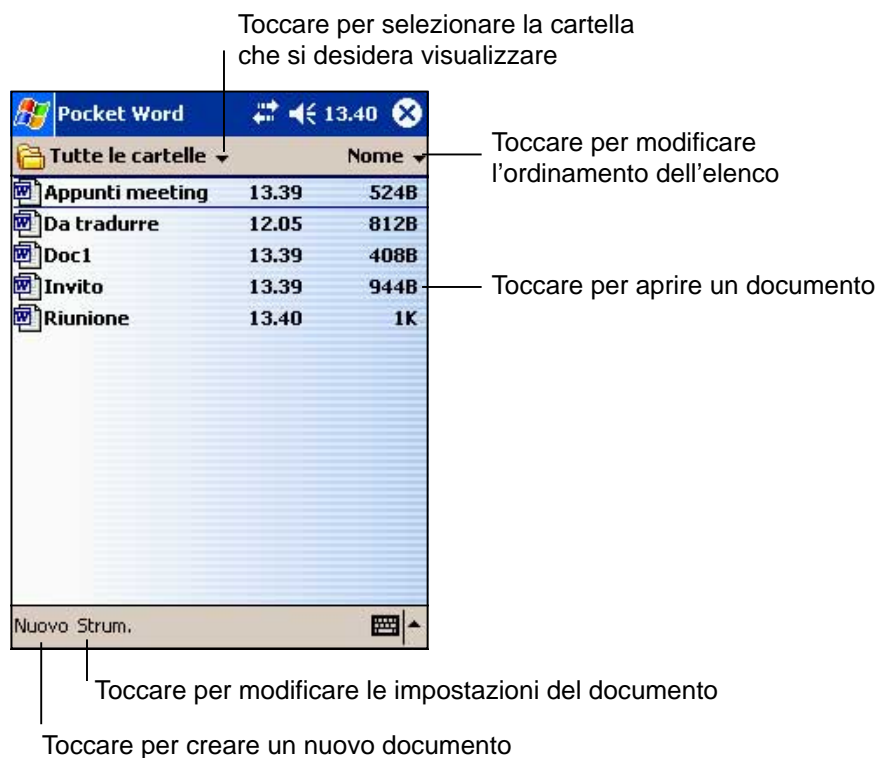 Toccare per selezionare la cartella
che si desidera visualizzare
Pocket Word 13.40
Tutte le cartelle Nome
Toccare per modificare
l'ordinamento dell'elenco
Appunti meeting 13.39 524B
Da tradurre 12.05 812B
Doc1 13.39 408B
Invito 13.39 944B
Toccare per aprire un documento
Riunione 13.40 1K
Nuovo Strum.
Toccare per modificare le impostazioni del documento
Toccare per creare un nuovo documento